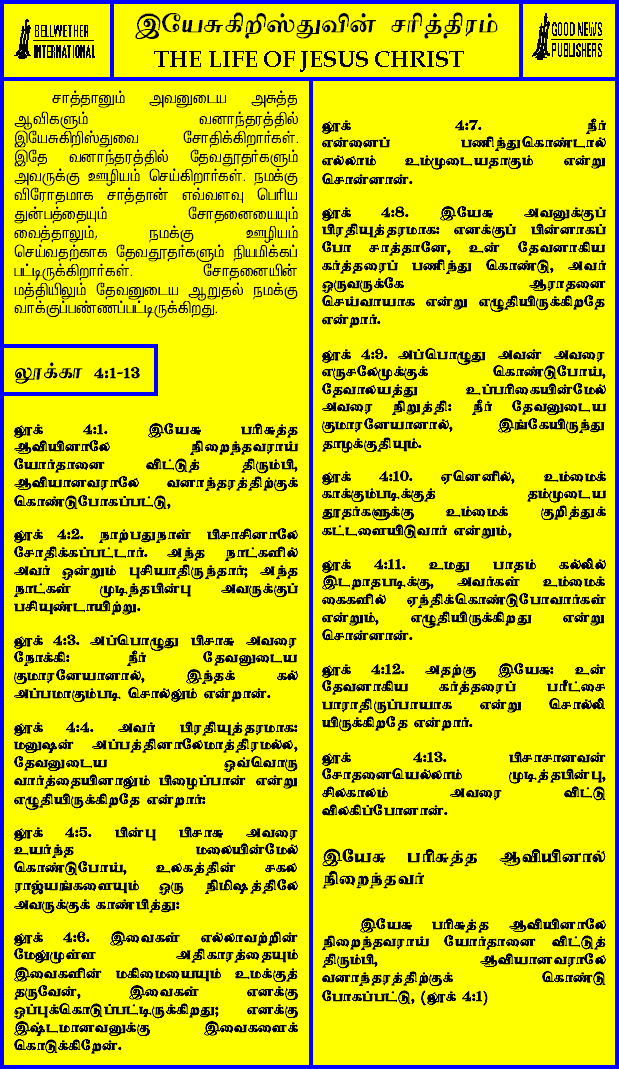 BELLWETHER
INTERNATIONAL
இயேசுகிறிஸ்துவின் சரித்திரம்
THE LIFE OF JESUS CHRIST
GOOD NEWS
PUBLISHERS
சாத்தானும் அவனுடைய அசுத்த
ஆவிகளும் வனாந்தரத்தில்
இயேசுகிறிஸ்துவை சோதிக்கிறார்கள்.
இதே வனாந்தரத்தில் தேவதூதர்களும்
அவருக்கு ஊழியம் செய்கிறார்கள். நமக்கு
விரோதமாக சாத்தான் எவ்வளவு பெரிய
துன்பத்தையும் சோதனையையும்
வைத்தாலும், நமக்கு ஊழியம்
செய்வதற்காக தேவதூதர்களும் நியமிக்கப்
பட்டிருக்கிறார்கள். சோதனையின்
மத்தியிலும் தேவனுடைய ஆறுதல் நமக்கு
வாக்குப்பண்ணப்பட்டிருக்கிறது.
லூக்கா 4:1-13
லூக் 4:1. இயேசு பரிசுத்த
ஆவியினாலே நிறைந்தவராய்
யோர்தானை விட்டுத் திரும்பி,
ஆவியானவராலே வனாந்தரத்திற்குக்
கொண்டுபோகப்பட்டு,
லூக் 4:2. நாற்பதுநாள் பிசாசினாலே
சோதிக்கப்பட்டார். அந்த நாட்களில்
அவர் ஒன்றும் புசியாதிருந்தார்; அந்த
நாட்கள் முடிந்தபின்பு அவருக்குப்
பசியுண்டாயிற்று.
லூக் 4:3. அப்பொழுது பிசாசு அவரை
நோக்கி: நீர் தேவனுடைய
குமாரனேயானால், இந்தக் கல்
அப்பமாகும்படி சொல்லும் என்றான்.
லூக் 4:4. அவர் பிரதியுத்தரமாக:
மனுஷன் அப்பத்தினாலேமாத்திரமல்ல,
தேவனுடைய ஒவ்வொரு
வார்த்தையினாலும் பிழைப்பான் என்று
எழுதியிருக்கிறதே என்றார்:
லூக் 4:5. பின்பு பிசாசு அவரை
உயர்ந்த மலையின்மேல்
கொண்டுபோய், உலகத்தின் சகல
ராஜ்யங்களையும் ஒரு நிமிஷத்திலே
அவருக்குக் காண்பித்து:
லூக் 4:6. இவைகள் எல்லாவற்றின்
மேலுமுள்ள அதிகாரத்தையும்
இவைகளின் மகிமையையும் உமக்குத்
தருவேன், இவைகள் எனக்கு
ஒப்புக்கொடுப்பட்டிருக்கிறது; எனக்கு
இஷ்டமானவனுக்கு இவைகளைக்
கொடுக்கிறேன்.
லூக் 4:7. நீர்
என்னைப் பணிந்துகொண்டால்
எல்லாம் உம்முடையதாகும் என்று
சொன்னான்.
லூக் 4:8. இயேசு அவனுக்குப்
பிரதியுத்தரமாக: எனக்குப் பின்னாகப்
போ சாத்தானே, உன் தேவனாகிய
கர்த்தரைப் பணிந்து கொண்டு, அவர்
ஒருவருக்கே ஆராதனை
செய்வாயாக என்று எழுதியிருக்கிறதே
என்றார்.
லூக் 4:9. அப்பொழுது அவன் அவரை
எருசலேமுக்குக் கொண்டுபோய்,
தேவாலயத்து உப்பரிகையின்மேல்
அவரை நிறுத்தி: நீர் தேவனுடைய
குமாரனேயானால், இங்கேயிருந்து
தாழக்குதியும்.
லூக் 4:10. ஏனெனில், உம்மைக்
காக்கும்படிக்குத் தம்முடைய
தூதர்களுக்கு உம்மைக் குறித்துக்
கட்டளையிடுவார் என்றும்,
லூக் 4:11. உமது பாதம் கல்லில்
இடறாதபடிக்கு, அவர்கள் உம்மைக்
கைகளில் ஏந்திக்கொண்டுபோவார்கள்
என்றும், எழுதியிருக்கிறது என்று
சொன்னான்.
லூக் 4:12. அதற்கு இயேசு: உன்
தேவனாகிய கர்த்தரைப் பரீட்சை
பாராதிருப்பாயாக என்று சொல்லி
யிருக்கிறதே என்றார்.
லூக் 4:13. பிசாசானவன்
சோதனையெல்லாம் முடித்தபின்பு,
சிலகாலம் அவரை விட்டு
விலகிப்போனான்.
இயேசு பரிசுத்த ஆவியினால்
நிறைந்தவர்
இயேசு பரிசுத்த ஆவியினாலே
நிறைந்தவராய் யோர்தானை விட்டுத்
திரும்பி, ஆவியானவராலே
வனாந்தரத்திற்குக் கொண்டு
போகப்பட்டு, (லூக் 4:1)